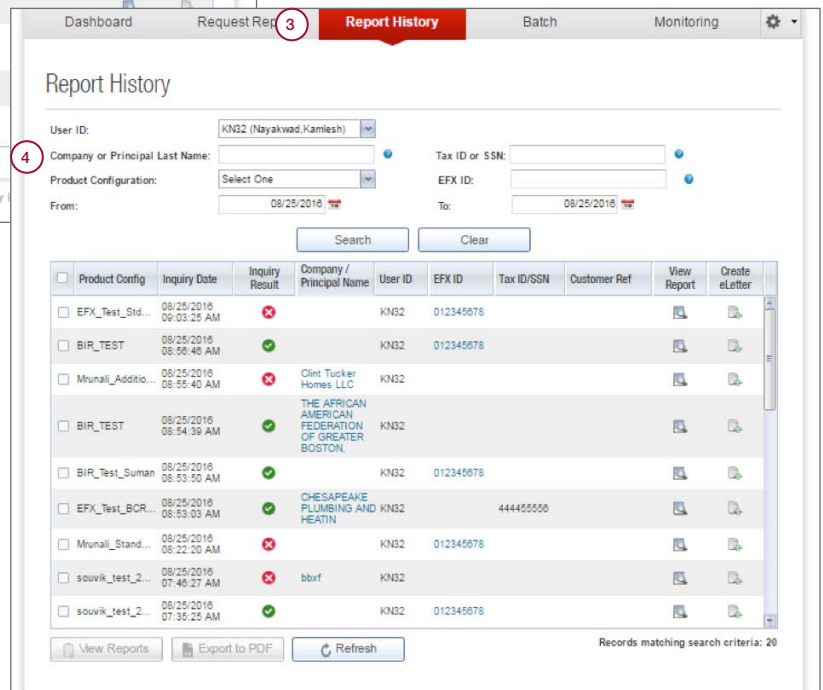 Dashboard Request Rep 3 Report History Batch Monitoring
Report History
User ID: KN32 (Nayakwad,Kamlesh)
4 Company or Principal Last Name: Tax ID or SSN:
Product Configuration: Select One EFX ID:
From: 08/25/2016 To: 08/25/2016
Search Clear
Product Config Inquiry Date Inquiry Result Company / Principal Name User ID EFX ID Tax ID/SSN Customer Ref View Report Create eLetter
EFX_Test_Std... 08/25/2016 09:03:25 AM KN32 012345678
BIR_TEST 08/25/2016 08:56:46 AM KN32 012345678
Mrunali_Additio... 08/25/2016 08:55:40 AM Clint Tucker Homes LLC KN32
BIR_TEST 08/25/2016 08:54:39 AM THE AFRICAN AMERICAN FEDERATION OF GREATER BOSTON, KN32
BIR_Test_Suman 08/25/2016 08:53:50 AM KN32 012345678
EFX_Test_BCR... 08/25/2016 08:53:03 AM CHESAPEAKE PLUMBING AND HEATIN KN32 444455556
Mrunali_Stand... 08/25/2016 08:22:20 AM KN32 012345678
souvik_test_2... 08/25/2016 07:46:27 AM bbxf KN32
souvik_test_2... 08/25/2016 07:35:25 AM KN32 012345678
View Reports Export to PDF Refresh Records matching search criteria: 20